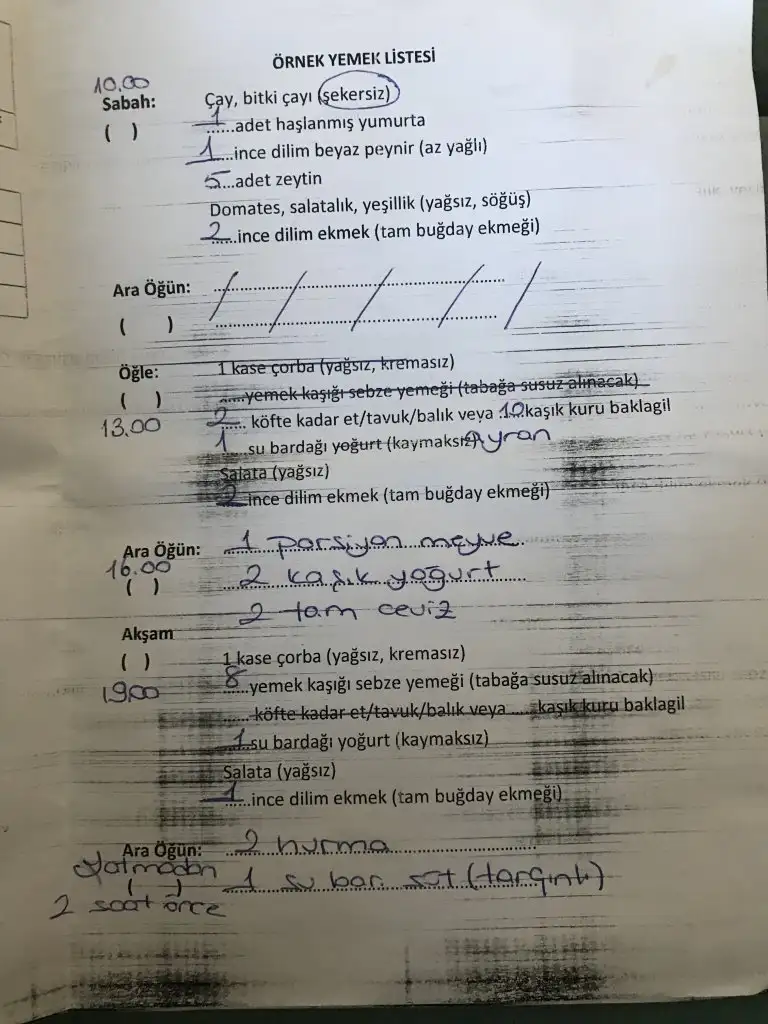 ÖRNEK YEMEK LİSTESİ
10.00
Sabah: Çay, bitki çayı (şekersiz)
( ) 1......adet haşlanmış yumurta
1....ince dilim beyaz peynir (az yağlı)
5...adet zeytin
Domates, salatalık, yeşillik (yağsız, söğüş)
2......ince dilim ekmek (tam buğday ekmeği)
Ara Öğün: / / / / /
( )
Öğle: 1 kase çorba (yağsız, kremasız)
( ) ......yemek kaşığı sebze yemeği (tabağa susuz alınacak)
13.00 2...... köfte kadar et/tavuk/balık veya 10 kaşık kuru baklagil
1....su bardağı yoğurt (kaymaksız) Ayran
Salata (yağsız)
2 ince dilim ekmek (tam buğday ekmeği)
Ara Öğün: 1 porsiyon meyve
16.00 2 kaşık yoğurt
( )
2 tam ceviz
Akşam
( ) 1 kase çorba (yağsız, kremasız)
19.00 8......yemek kaşığı sebze yemeği (tabağa susuz alınacak)
...... köfte kadar et/tavuk/balık veya ......kaşık kuru baklagil
1..su bardağı yoğurt (kaymaksız)
Salata (yağsız)
1......ince dilim ekmek (tam buğday ekmeği)
Ara Öğün: 2 hurma
Yatmadan
( ) 1 su bar. süt (tarçınlı)
2 saat önce